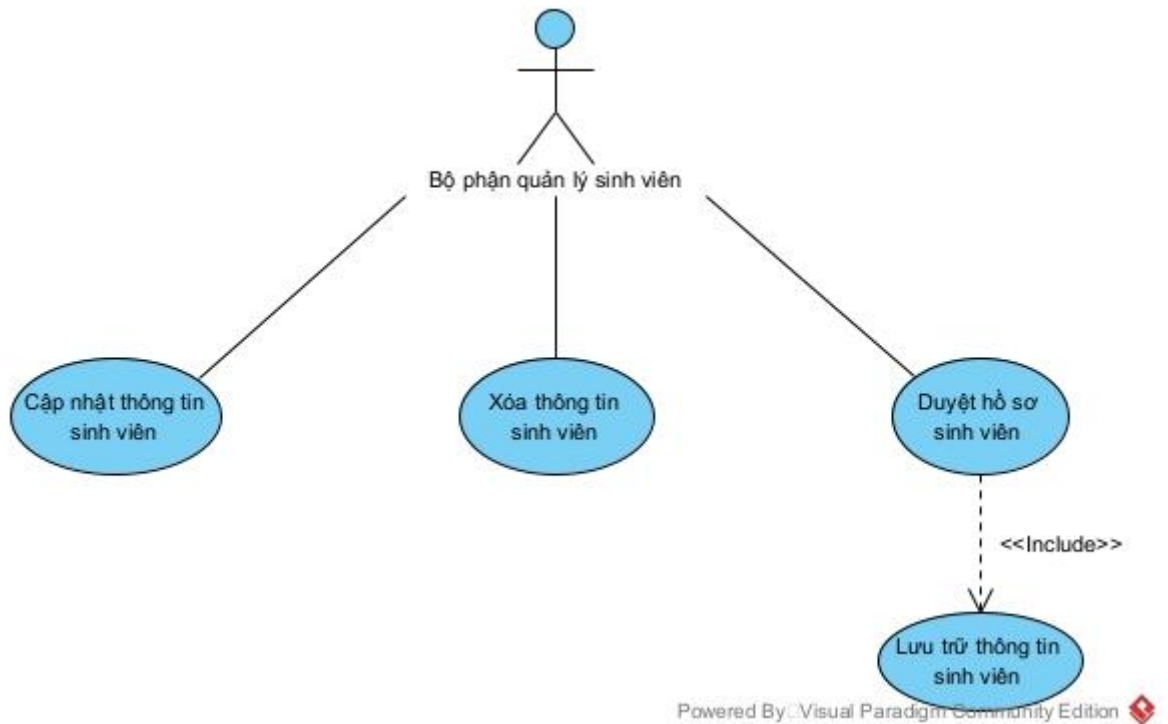 Bộ phận quản lý sinh viên
Cập nhật thông tin
sinh viên
Xóa thông tin
sinh viên
Duyệt hồ sơ
sinh viên
<<Include>>
Lưu trữ thông tin
sinh viên
Powered By Visual Paradigm Community Edition